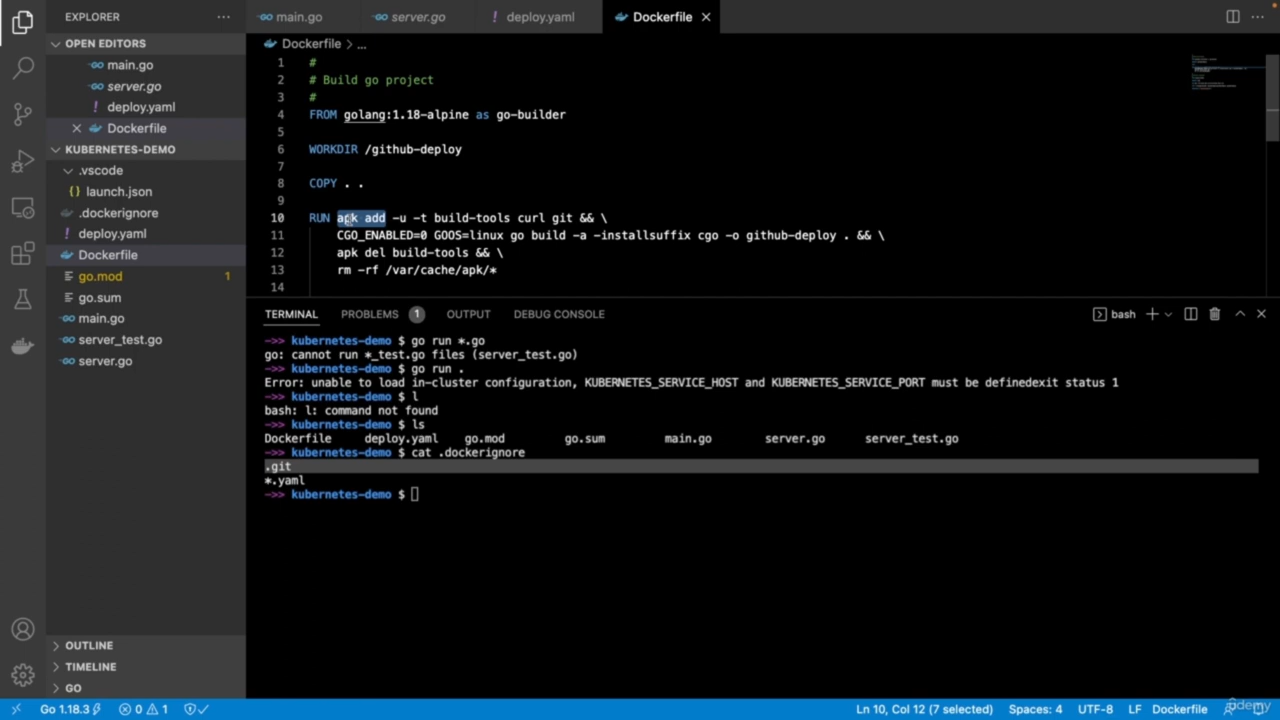 EXPLORER
main.go
server.go
! deploy.yaml
Dockerfile
OPEN EDITORS
main.go
server.go
! deploy.yaml
Dockerfile
KUBERNETES-DEMO
.vscode
{} launch.json
.dockerignore
deploy.yaml
Dockerfile
go.mod 1
go.sum
main.go
server_test.go
server.go
OUTLINE
TIMELINE
GO
Dockerfile > ...
1 #
2 # Build go project
3 #
4 FROM golang:1.18-alpine as go-builder
5
6 WORKDIR /github-deploy
7
8 COPY . .
9
10 RUN apk add -u -t build-tools curl git && \
11 CGO_ENABLED=0 GOOS=linux go build -a -installsuffix cgo -o github-deploy . && \
12 apk del build-tools && \
13 rm -rf /var/cache/apk/*
14
TERMINAL PROBLEMS 1 OUTPUT DEBUG CONSOLE bash
->> kubernetes-demo $ go run *.go
go: cannot run *_test.go files (server_test.go)
->> kubernetes-demo $ go run .
Error: unable to load in-cluster configuration, KUBERNETES_SERVICE_HOST and KUBERNETES_SERVICE_PORT must be definedexit status 1
->> kubernetes-demo $ l
bash: l: command not found
->> kubernetes-demo $ ls
Dockerfile deploy.yaml go.mod go.sum main.go server.go server_test.go
->> kubernetes-demo $ cat .dockerignore
.git
*.yaml
->> kubernetes-demo $
Go 1.18.3 0 1 Ln 10, Col 12 (7 selected) Spaces: 4 UTF-8 LF Dockerfile
udemy